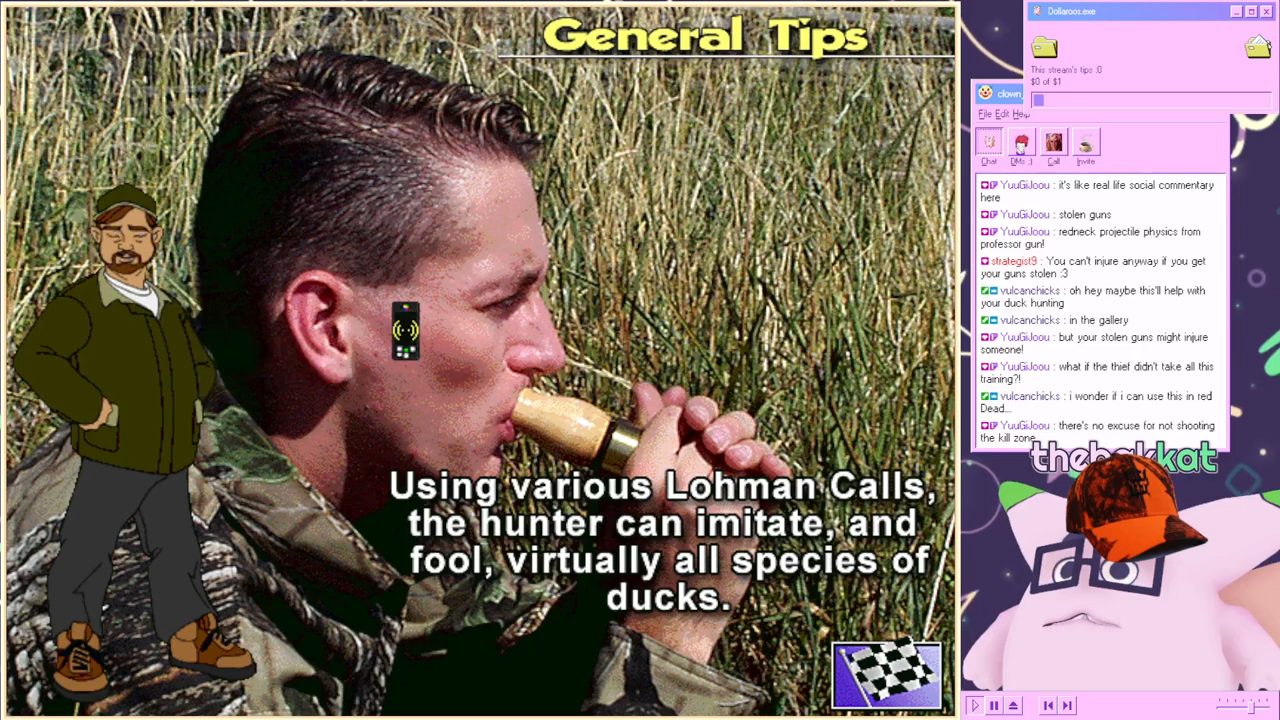 General Tips
Using various Lohman Calls,
the hunter can imitate, and
fool, virtually all species of
ducks.
Dollaroos.exe
This stream's tips :0
$0 of $1
clown_
File Edit Help
Chat
DMs :)
Call
Invite
YuuGiJoou : it's like real life social commentary
here
YuuGiJoou : stolen guns
YuuGiJoou : redneck projectile physics from
professor gun!
strategist9 : You can't injure anyway if you get
your guns stolen :3
vulcanchicks : oh hey maybe this'll help with
your duck hunting
vulcanchicks : in the gallery
YuuGiJoou : but your stolen guns might injure
someone!
YuuGiJoou : what if the thief didn't take all this
training?!
vulcanchicks : i wonder if i can use this in red
Dead...
YuuGiJoou : there's no excuse for not shooting
the kill zone
thebakkat